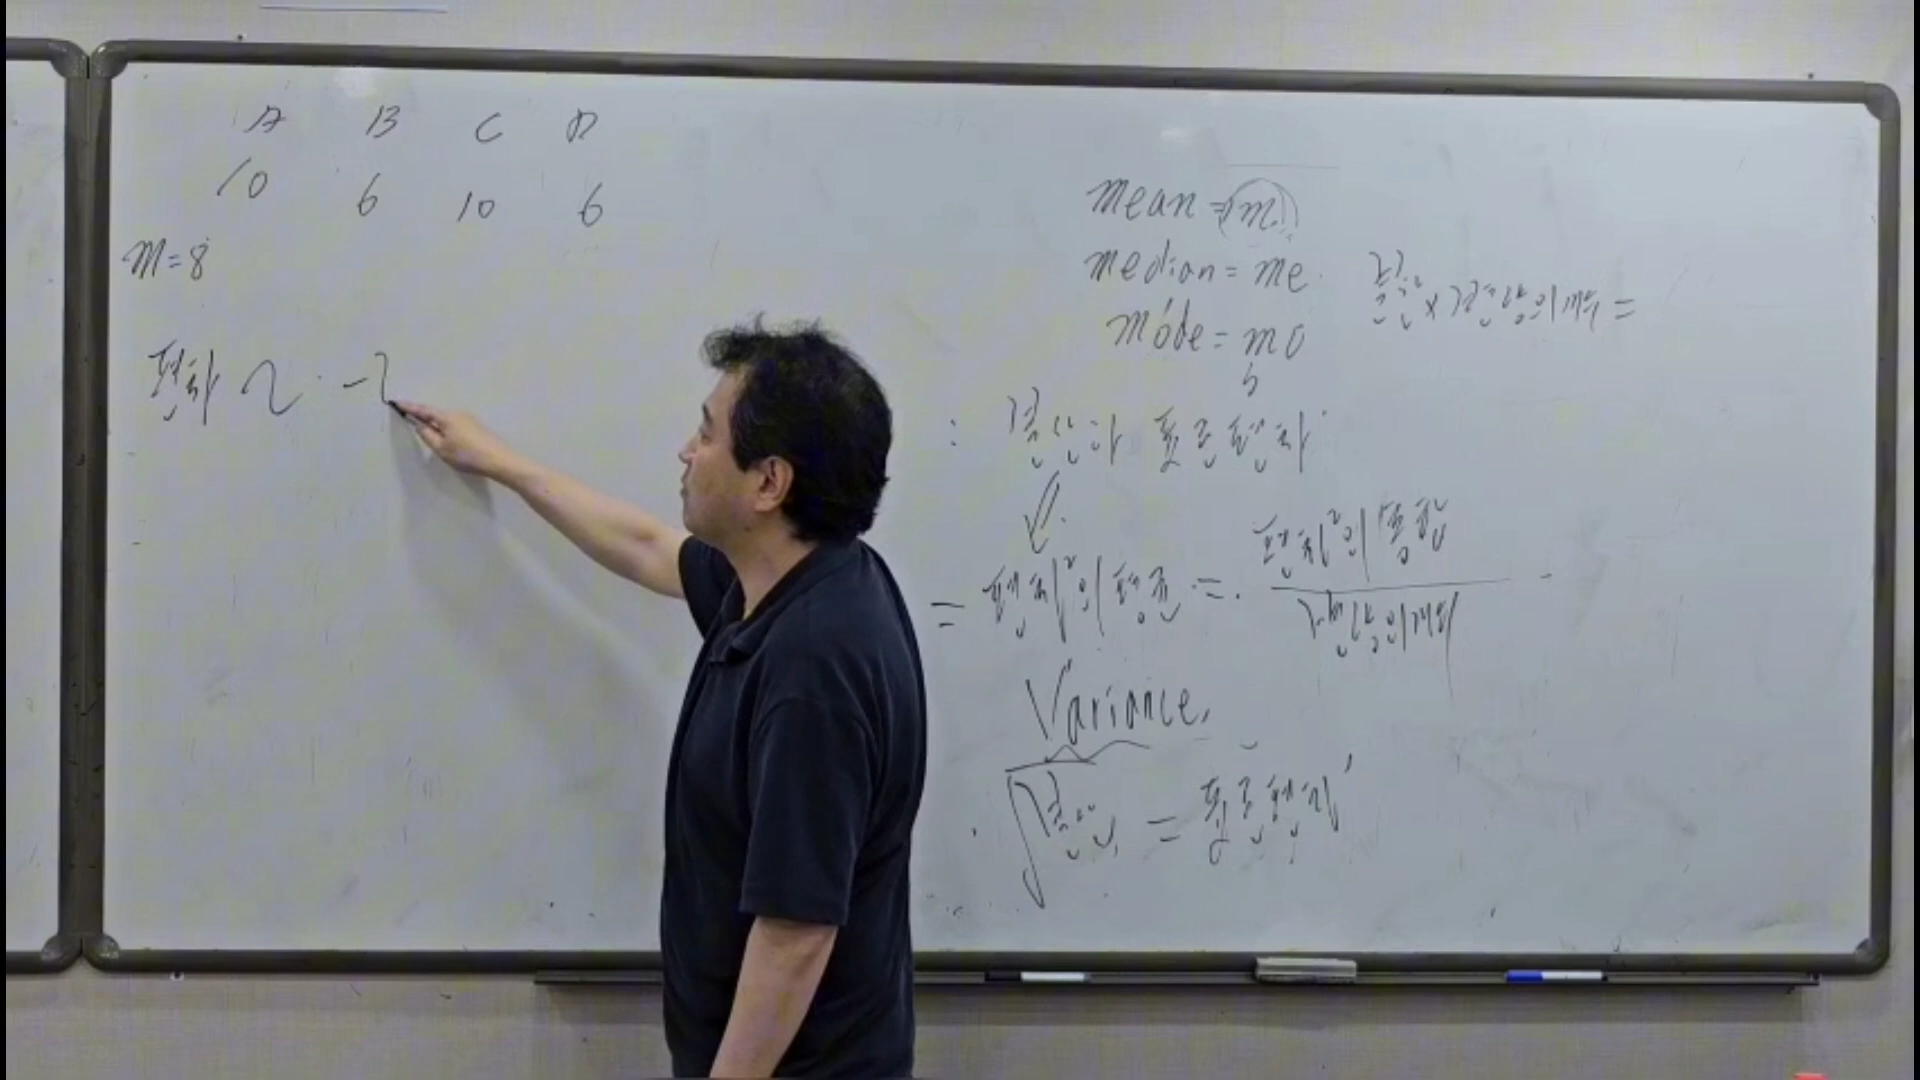 A B C D
10 6 10 6
m=8
편차 2 -2
mean = m
median = me
mode = mo
분산 × 변량의개수 =
: 분산과 표준편차
= 편차²의 평균 = 편차²의 총합
변량의개수
Variance
√분산 = 표준편차